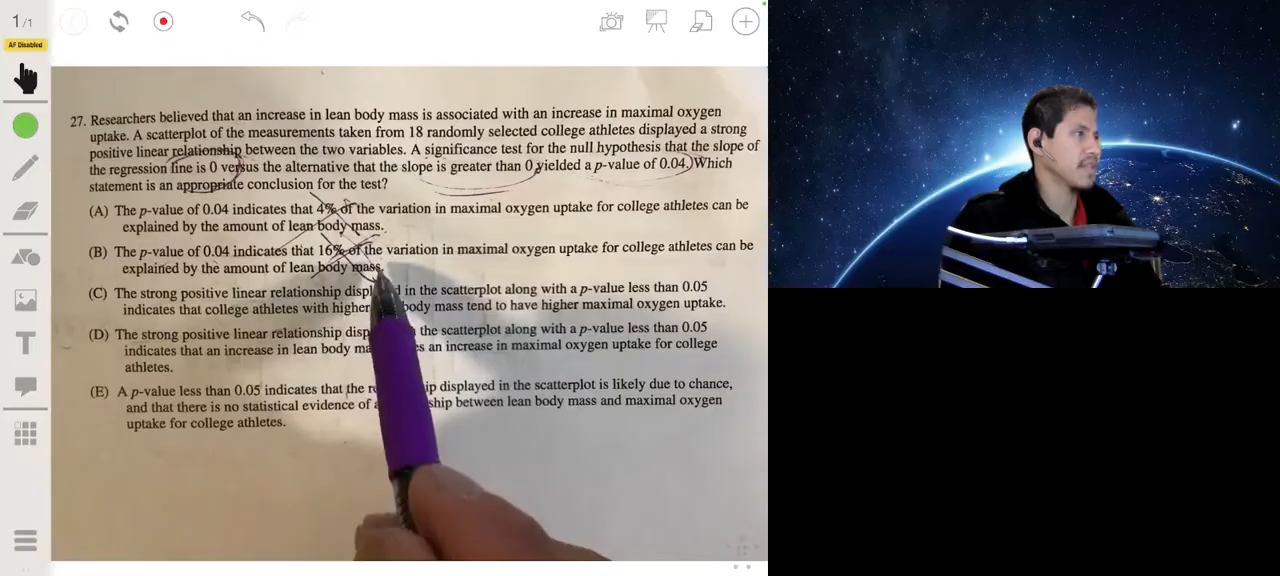 1/1
AF Disabled
T
27. Researchers believed that an increase in lean body mass is associated with an increase in maximal oxygen
uptake. A scatterplot of the measurements taken from 18 randomly selected college athletes displayed a strong
positive linear relationship between the two variables. A significance test for the null hypothesis that the slope of
the regression line is 0 versus the alternative that the slope is greater than 0 yielded a p-value of 0.04. Which
statement is an appropriate conclusion for the test?
(A) The p-value of 0.04 indicates that 4% of the variation in maximal oxygen uptake for college athletes can be
explained by the amount of lean body mass.
(B) The p-value of 0.04 indicates that 16% of the variation in maximal oxygen uptake for college athletes can be
explained by the amount of lean body mass.
(C) The strong positive linear relationship in the scatterplot along with a p-value less than 0.05
indicates that college athletes with higher body mass tend to have higher maximal oxygen uptake.
(D) The strong positive linear relationship the scatterplot along with a p-value less than 0.05
indicates that an increase in lean body an increase in maximal oxygen uptake for college
athletes.
(E) A p-value less than 0.05 indicates that the displayed in the scatterplot is likely due to chance,
and that there is no statistical evidence of between lean body mass and maximal oxygen
uptake for college athletes.